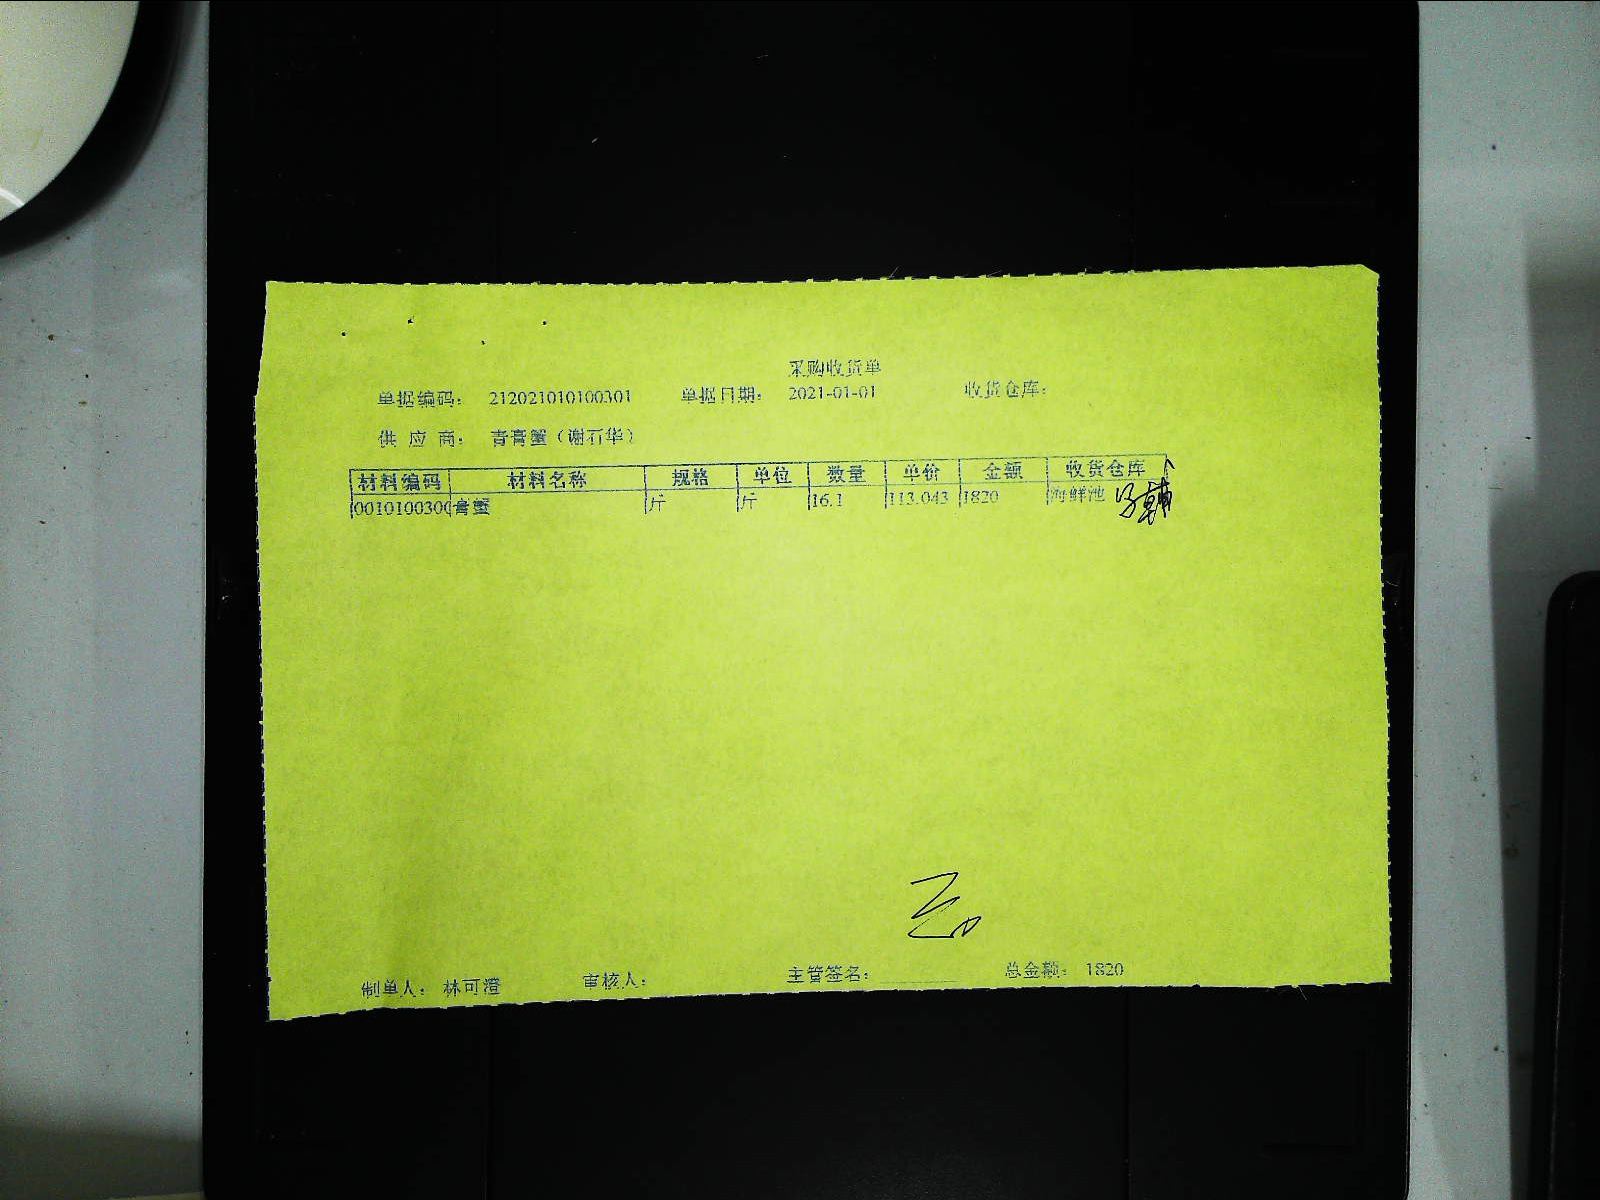 采购收货单
单据编码： 212021010100301 单据日期： 2021-01-01 收货仓库：
供 应 商： 青膏蟹（谢石华）
材料编码 材料名称 规格 单位 数量 单价 金额 收货仓库
0010100300 膏蟹 斤 斤 16.1 113.043 1820 海鲜池
制单人： 林可澄 审核人： 主管签名： 总金额： 1820